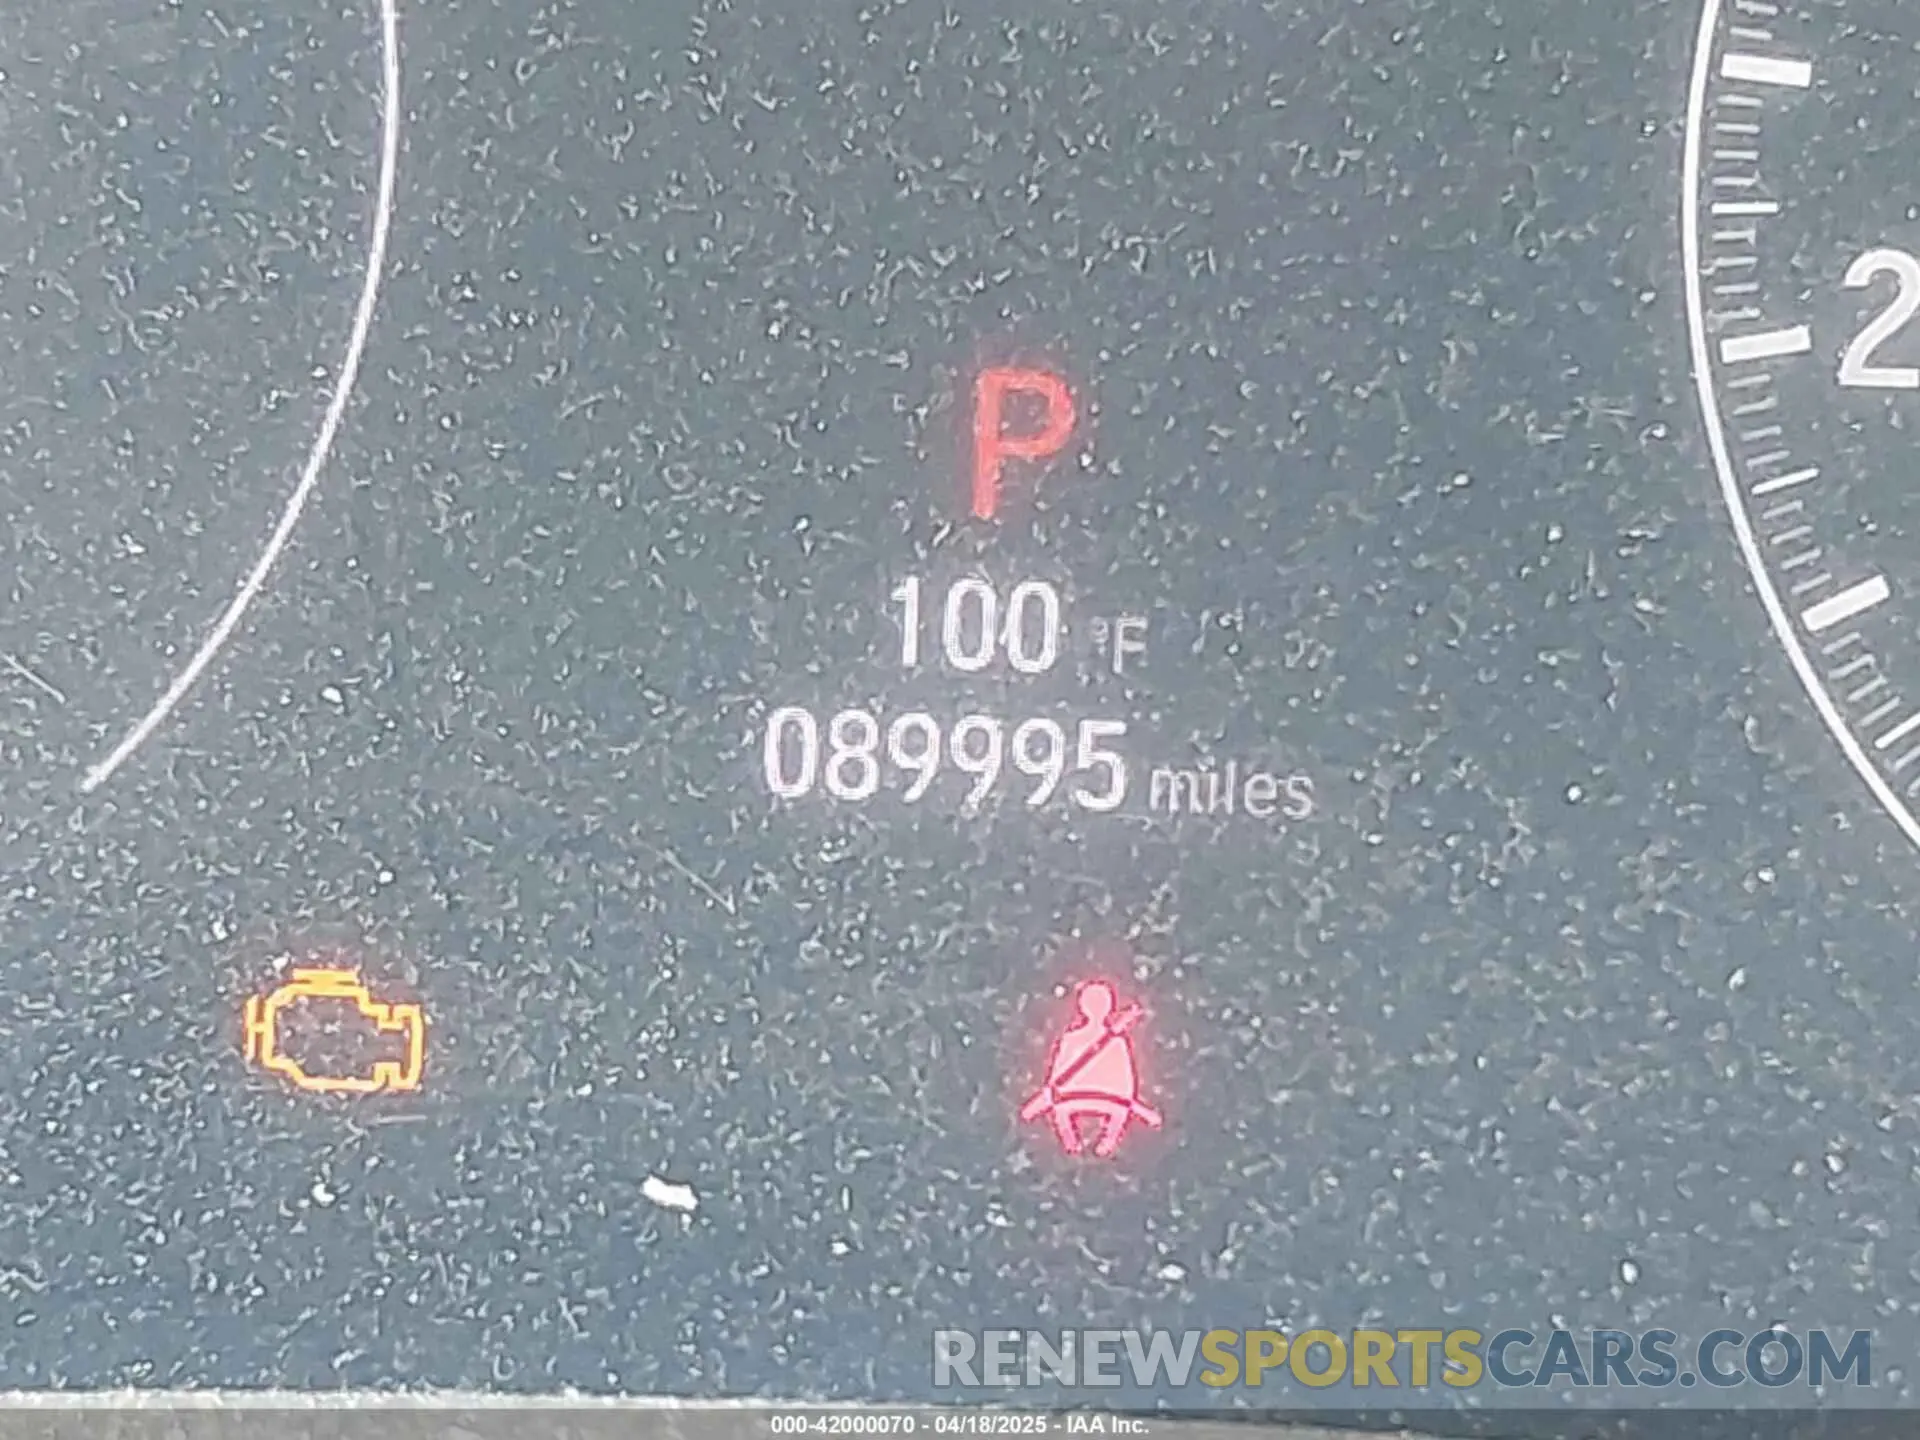 2
P
100 °F
089995 miles
RENEWSPORTSCARS.COM
000-42000070 - 04/18/2025 - IAA Inc.